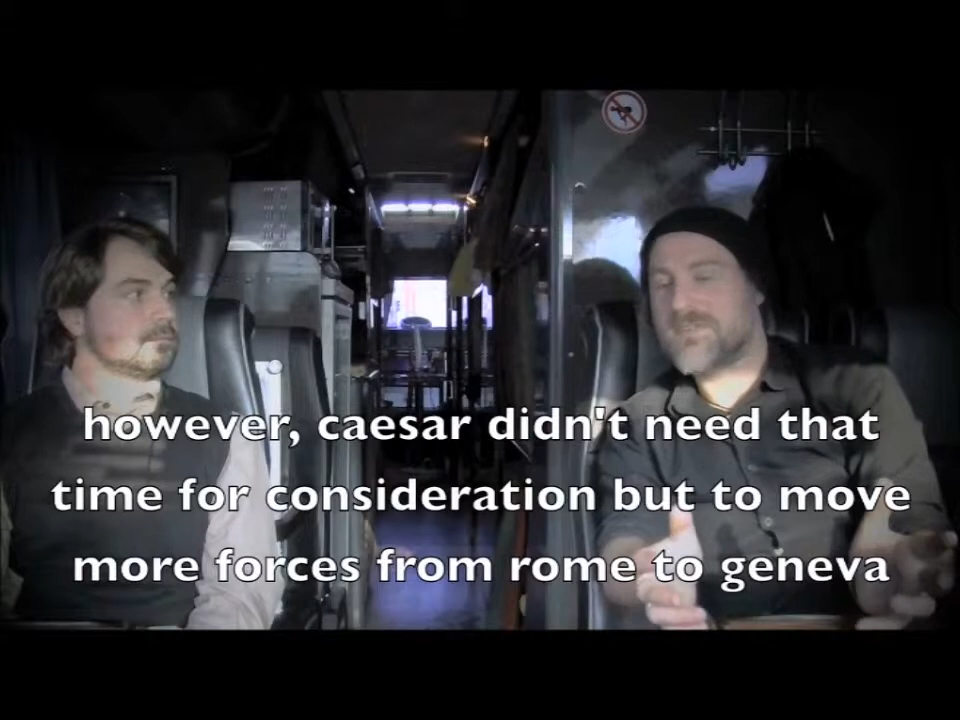 however, caesar didn't need that
time for consideration but to move
more forces from rome to geneva